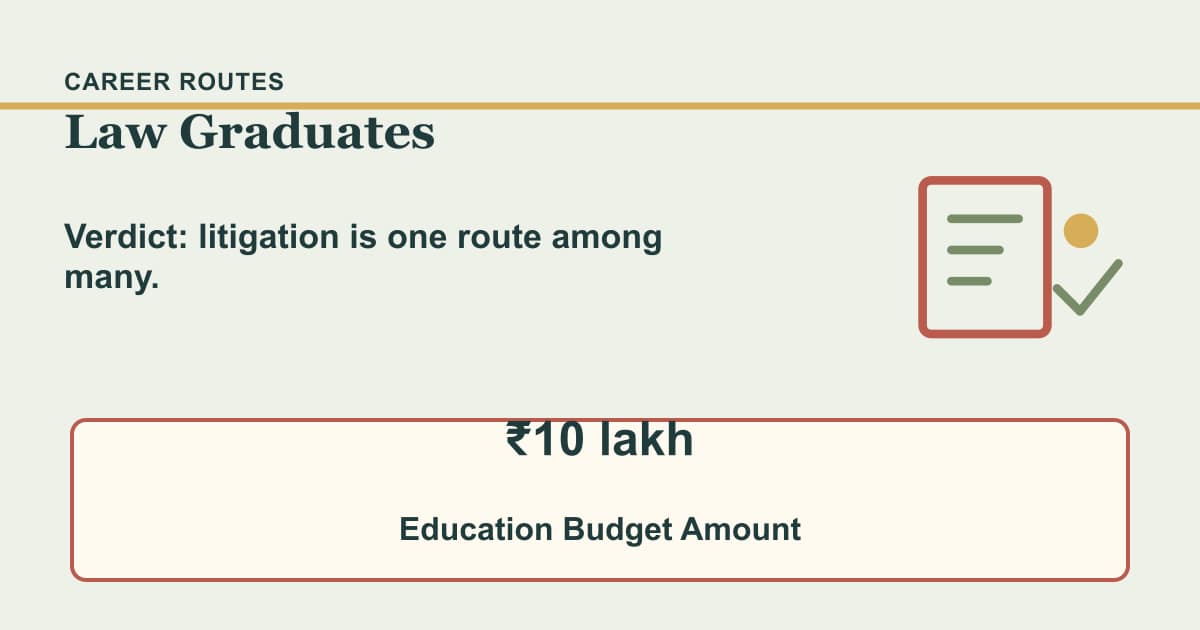 CAREER ROUTES
Law Graduates
Verdict: litigation is one route among
many.
₹10 lakh
Education Budget Amount